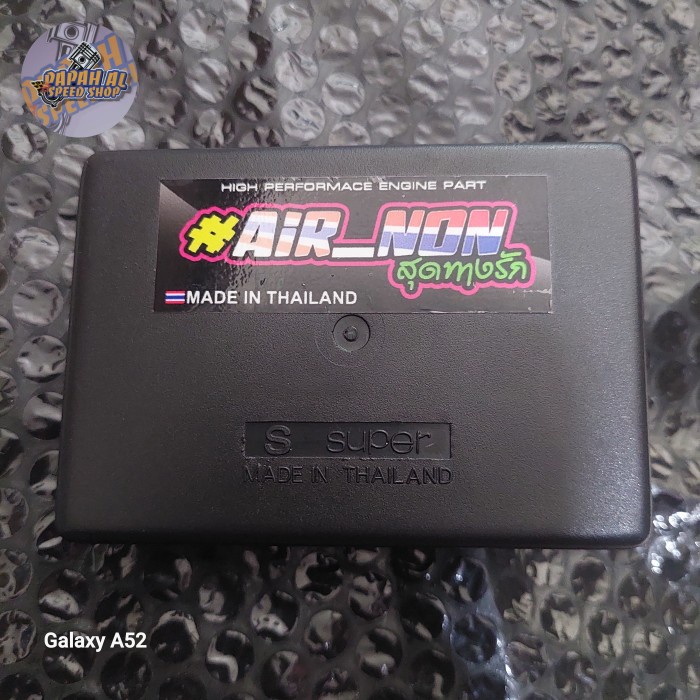 PAPAH AL
SPEED SHOP
HIGH PERFORMACE ENGINE PART
#AiR_NON
สุดทางรัก
MADE IN THAILAND
S super
MADE IN THAILAND
Galaxy A52